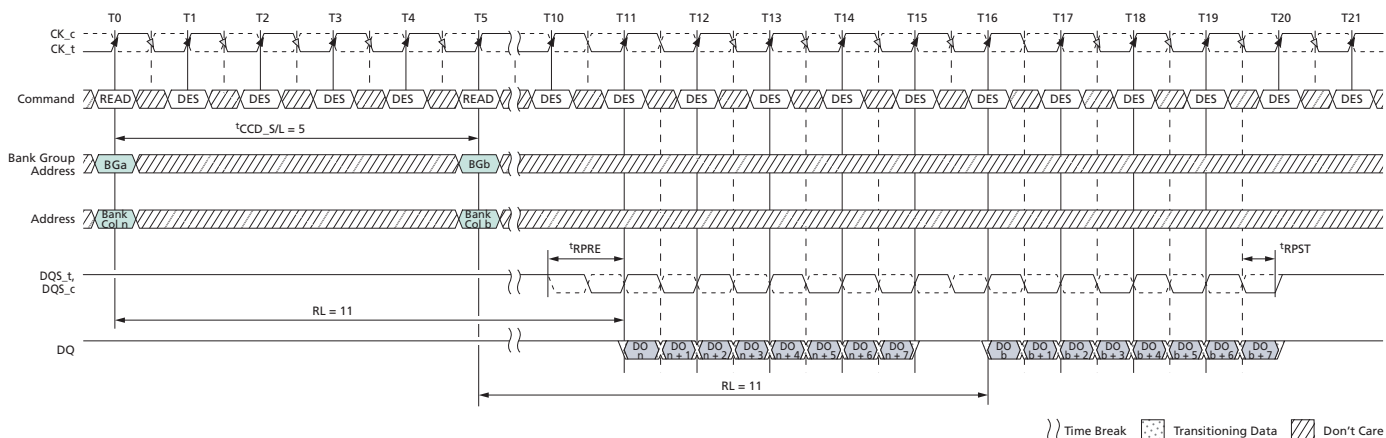 T0 T1 T2 T3 T4 T5 T10 T11 T12 T13 T14 T15 T16 T17 T18 T19 T20 T21
CK_c
CK_t
Command READ DES DES DES DES READ DES DES DES DES DES DES DES DES DES DES DES DES
tCCD_S/L = 5
Bank Group
Address
BGa BGb
Address
Bank
Col n
Bank
Col b
tRPRE tRPST
DQS_t,
DQS_c
RL = 11
DQ
DO
n
DO
n + 1
DO
n + 2
DO
n + 3
DO
n + 4
DO
n + 5
DO
n + 6
DO
n + 7
DO
b
DO
b + 1
DO
b + 2
DO
b + 3
DO
b + 4
DO
b + 5
DO
b + 6
DO
b + 7
RL = 11
Time Break Transitioning Data Don't Care